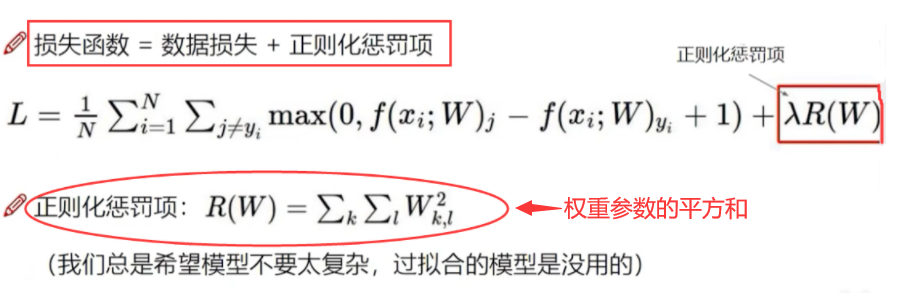 损失函数 = 数据损失 + 正则化惩罚项
正则化惩罚项
L = \frac{1}{N} \sum_{i=1}^{N} \sum_{j \neq y_i} \max(0, f(x_i; W)_j - f(x_i; W)_{y_i} + 1) + \lambda R(W)
正则化惩罚项: R(W) = \sum_k \sum_l W_{k,l}^2 权重参数的平方和
（我们总是希望模型不要太复杂，过拟合的模型是没用的）